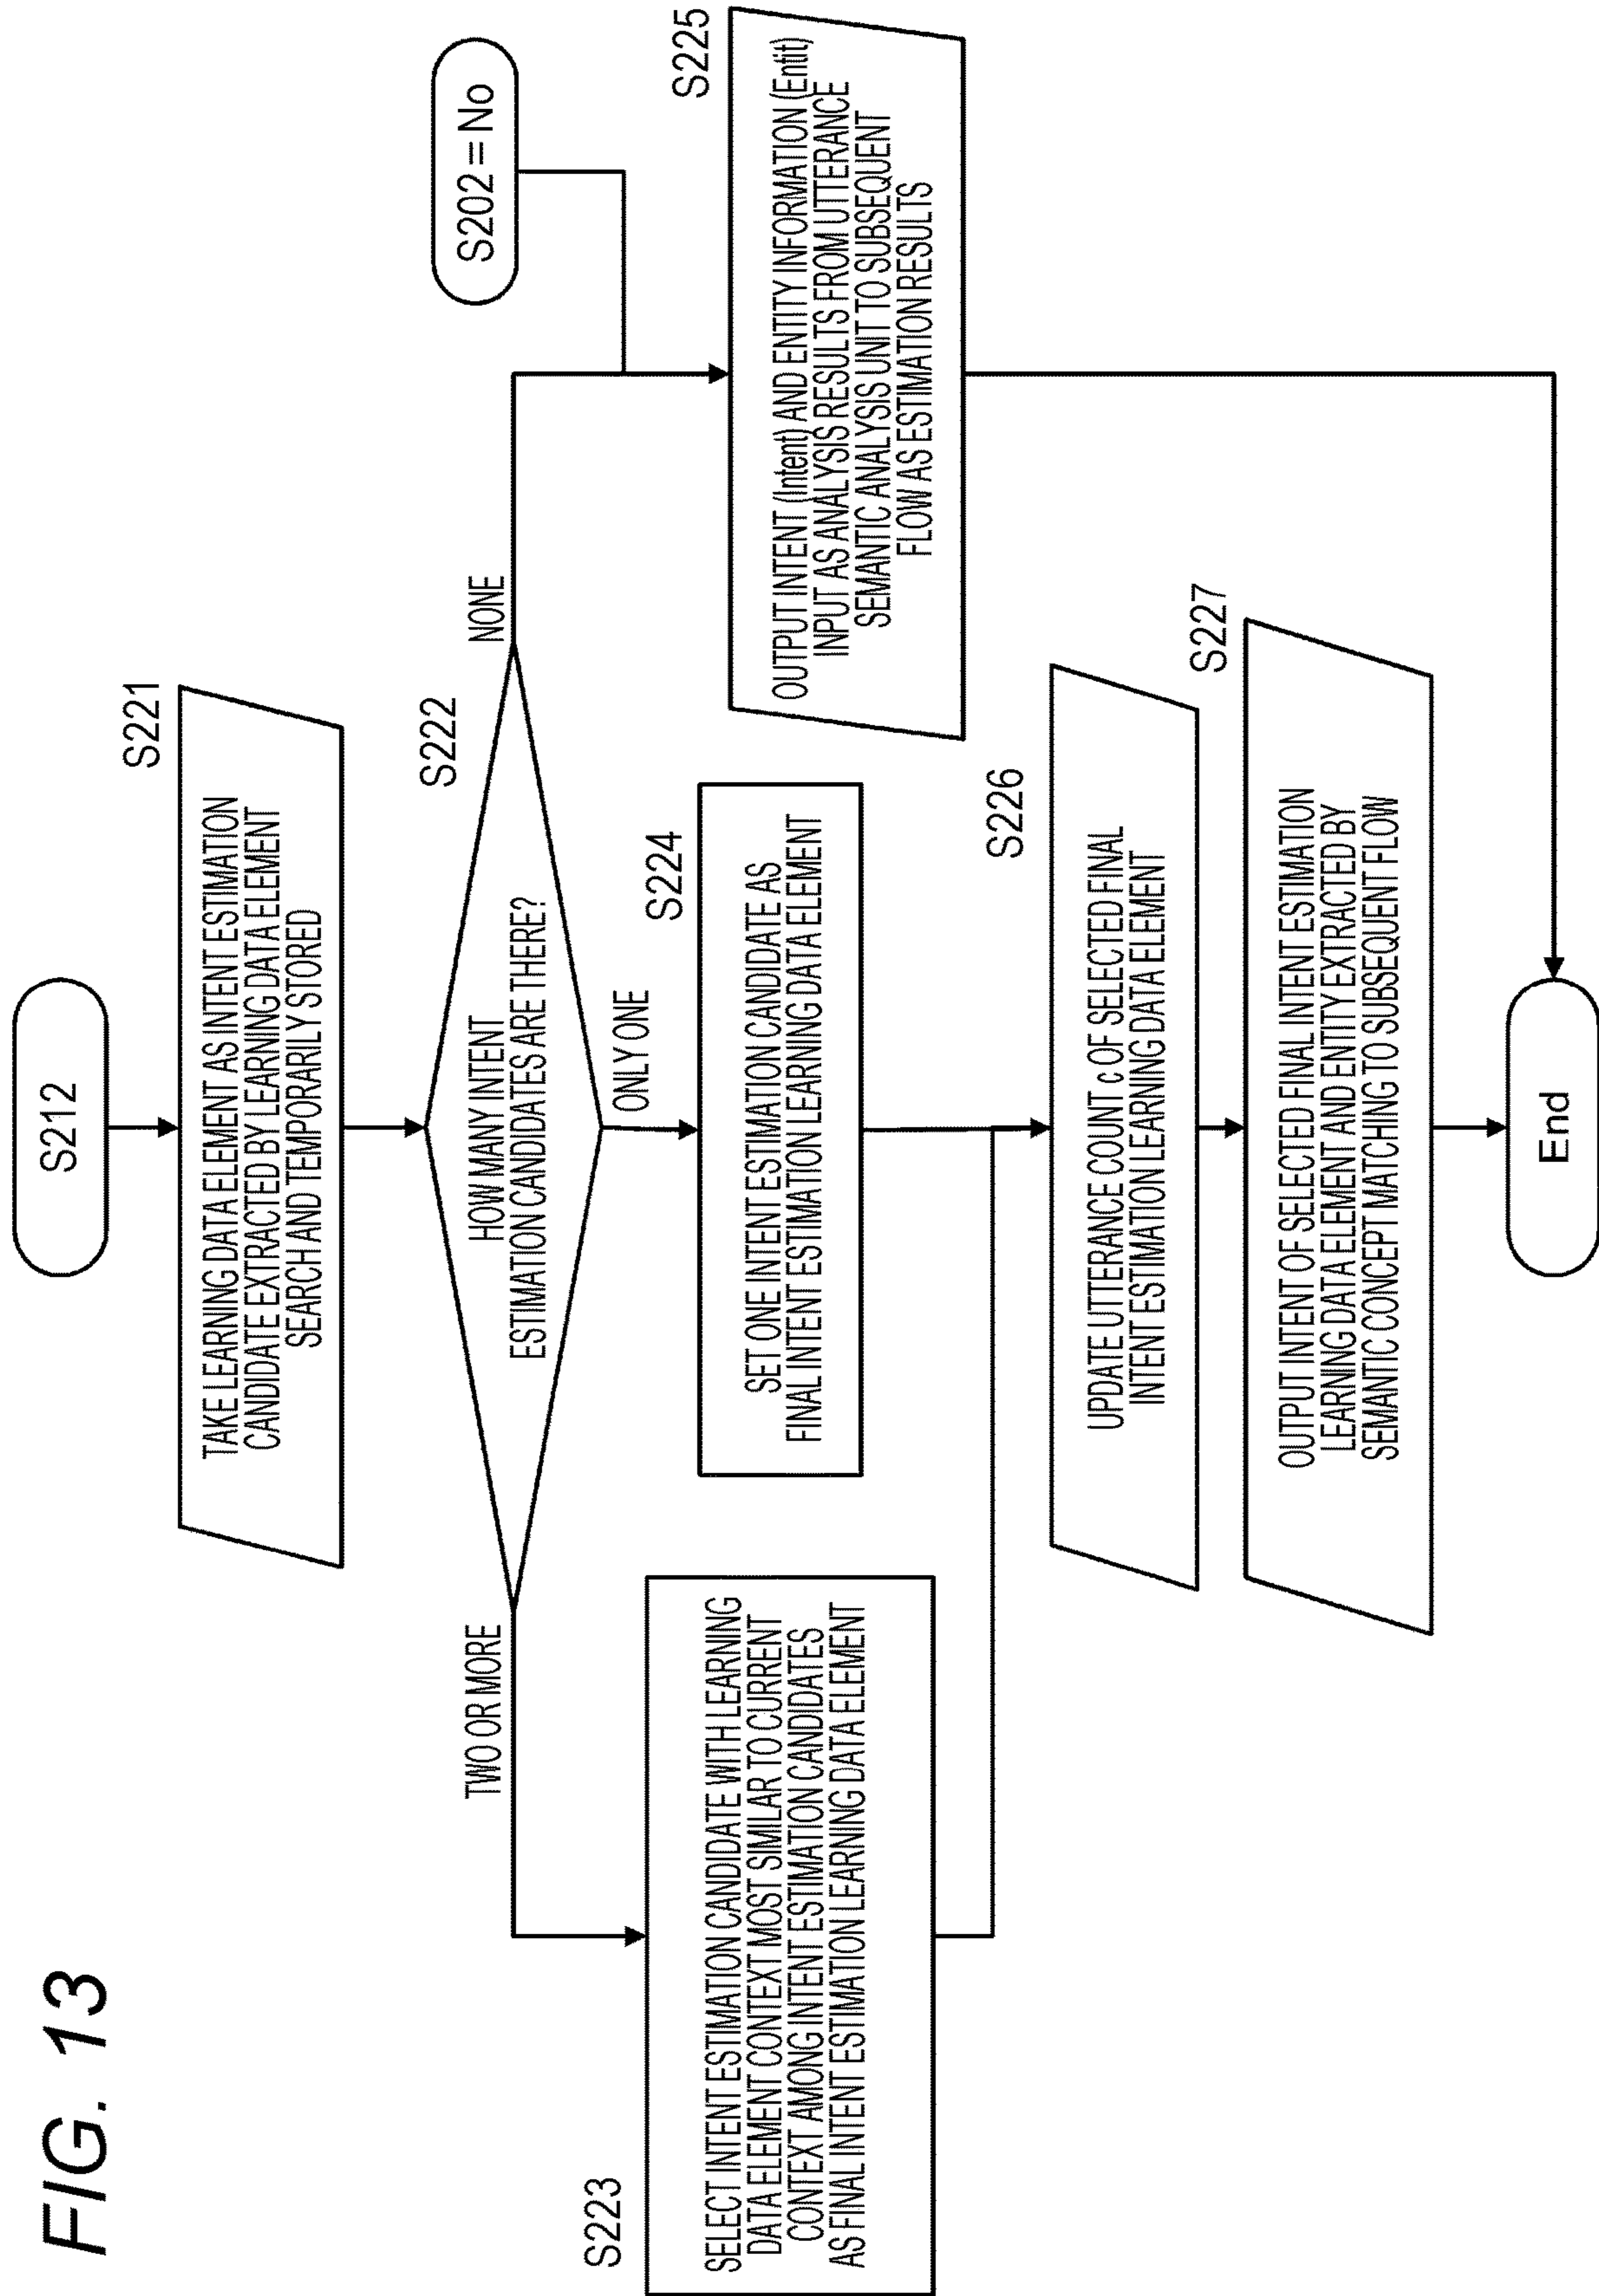 FIG. 13
S212
S221
TAKE LEARNING DATA ELEMENT AS INTENT ESTIMATION
CANDIDATE EXTRACTED BY LEARNING DATA ELEMENT
SEARCH AND TEMPORARILY STORED
S222
HOW MANY INTENT
ESTIMATION CANDIDATES ARE THERE?
TWO OR MORE
ONLY ONE
NONE
S202 = No
S223
SELECT INTENT ESTIMATION CANDIDATE WITH LEARNING
DATA ELEMENT CONTEXT MOST SIMILAR TO CURRENT
CONTEXT AMONG INTENT ESTIMATION CANDIDATES
AS FINAL INTENT ESTIMATION LEARNING DATA ELEMENT
S224
SET ONE INTENT ESTIMATION CANDIDATE AS
FINAL INTENT ESTIMATION LEARNING DATA ELEMENT
S225
OUTPUT INTENT (Intent) AND ENTITY INFORMATION (Entit)
INPUT AS ANALYSIS RESULTS FROM UTTERANCE
SEMANTIC ANALYSIS UNIT TO SUBSEQUENT
FLOW AS ESTIMATION RESULTS
S226
UPDATE UTTERANCE COUNT c OF SELECTED FINAL
INTENT ESTIMATION LEARNING DATA ELEMENT
S227
OUTPUT INTENT OF SELECTED FINAL INTENT ESTIMATION
LEARNING DATA ELEMENT AND ENTITY EXTRACTED BY
SEMANTIC CONCEPT MATCHING TO SUBSEQUENT FLOW
End